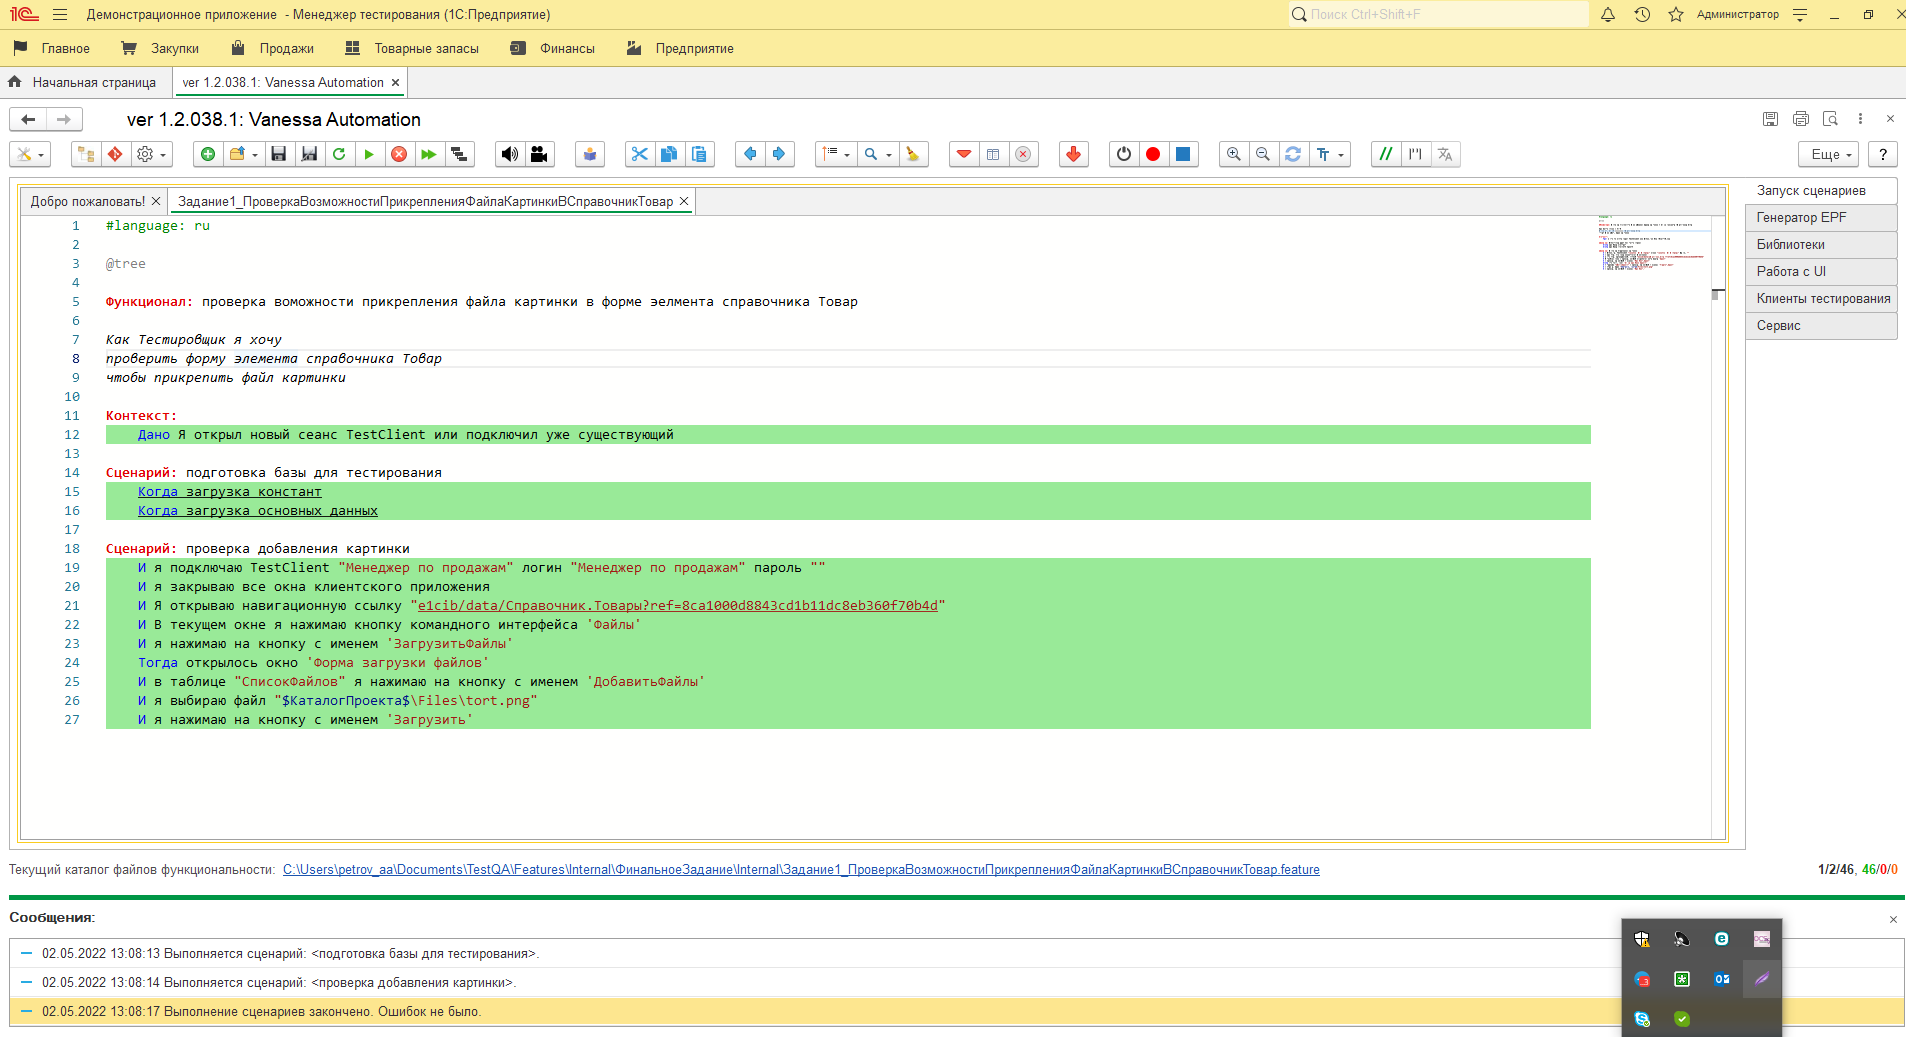 Демонстрационное приложение - Менеджер тестирования (1С:Предприятие)
Поиск Ctrl+Shift+F
Администратор
Главное Закупки Продажи Товарные запасы Финансы Предприятие
Начальная страница ver 1.2.038.1: Vanessa Automation
ver 1.2.038.1: Vanessa Automation
Еще ?
Добро пожаловать! Задание1_ПроверкаВозможностиПрикрепленияФайлаКартинкиВСправочникТовар
Запуск сценариев
Генератор EPF
Библиотеки
Работа с UI
Клиенты тестирования
Сервис
1 #language: ru
2
3 @tree
4
5 Функционал: проверка воможности прикрепления файла картинки в форме эелмента справочника Товар
6
7 Как Тестировщик я хочу
8 проверить форму элемента справочника Товар
9 чтобы прикрепить файл картинки
10
11 Контекст:
12 Дано Я открыл новый сеанс TestClient или подключил уже существующий
13
14 Сценарий: подготовка базы для тестирования
15 Когда загрузка констант
16 Когда загрузка основных данных
17
18 Сценарий: проверка добавления картинки
19 И я подключаю TestClient "Менеджер по продажам" логин "Менеджер по продажам" пароль ""
20 И я закрываю все окна клиентского приложения
21 И Я открываю навигационную ссылку "e1cib/data/Справочник.Товары?ref=8ca1000d8843cd1b11dc8eb360f70b4d"
22 И В текущем окне я нажимаю кнопку командного интерфейса 'Файлы'
23 И я нажимаю на кнопку с именем 'ЗагрузитьФайлы'
24 Тогда открылось окно 'Форма загрузки файлов'
25 И в таблице "СписокФайлов" я нажимаю на кнопку с именем 'ДобавитьФайлы'
26 И я выбираю файл "$КаталогПроекта$\Files\tort.png"
27 И я нажимаю на кнопку с именем 'Загрузить'
Текущий каталог файлов функциональности: C:\Users\petrov_aa\Documents\TestQA\Features\Internal\ФинальноеЗадание\Internal\Задание1_ПроверкаВозможностиПрикрепленияФайлаКартинкиВСправочникТовар.feature
1/2/46, 46/0/0
Сообщения:
02.05.2022 13:08:13 Выполняется сценарий: <подготовка базы для тестирования>.
02.05.2022 13:08:14 Выполняется сценарий: <проверка добавления картинки>.
02.05.2022 13:08:17 Выполнение сценариев закончено. Ошибок не было.